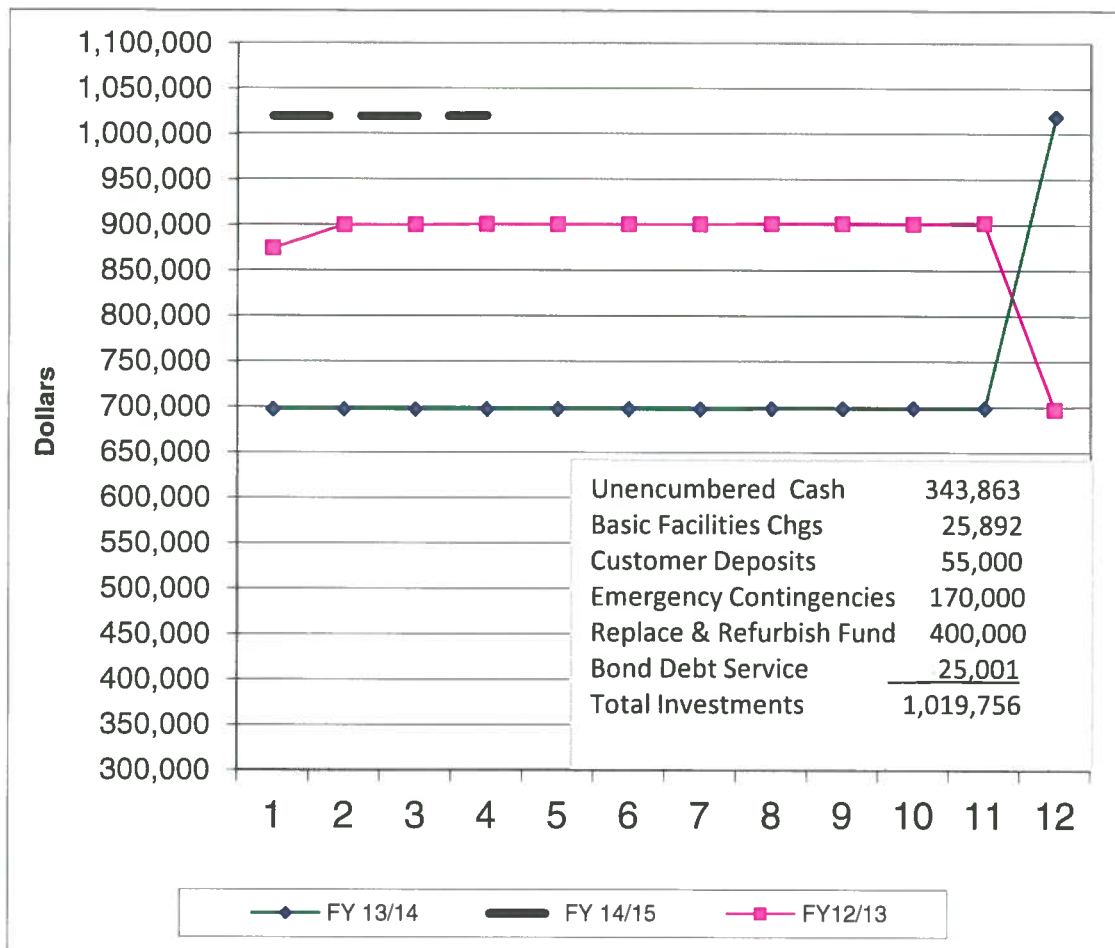 1,100,000
1,050,000
1,000,000
950,000
900,000
850,000
800,000
750,000
700,000
650,000
600,000
550,000
500,000
450,000
400,000
350,000
300,000
Dollars
Unencumbered Cash 343,863
Basic Facilities Chgs 25,892
Customer Deposits 55,000
Emergency Contingencies 170,000
Replace & Refurbish Fund 400,000
Bond Debt Service 25,001
Total Investments 1,019,756
1 2 3 4 5 6 7 8 9 10 11 12
FY 13/14 FY 14/15 FY12/13